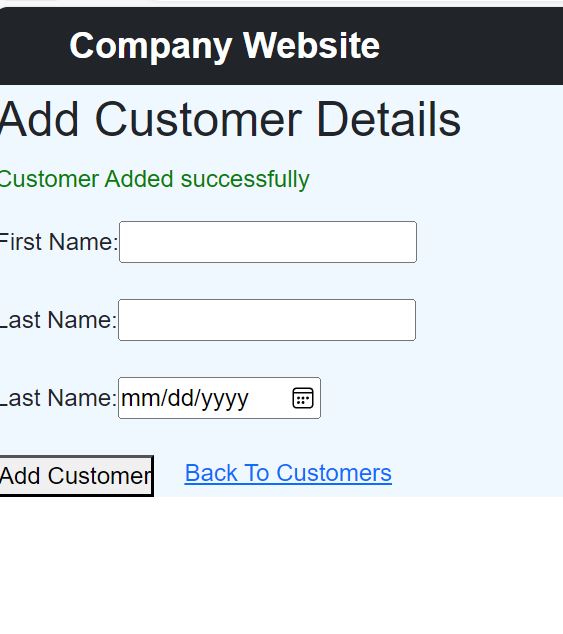 Company Website
Add Customer Details
Customer Added successfully
First Name:
Last Name:
Last Name: mm/dd/yyyy
Add Customer Back To Customers